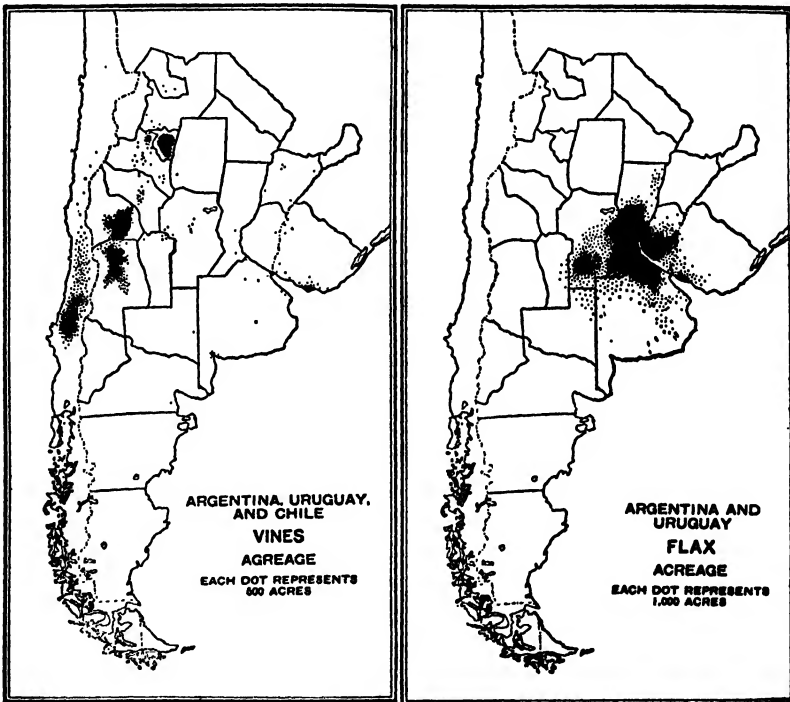 ARGENTINA, URUGUAY,
AND CHILE
VINES
AGREAGE
EACH DOT REPRESENTS
500 ACRES
ARGENTINA AND
URUGUAY
FLAX
ACREAGE
EACH DOT REPRESENTS
1,000 ACRES